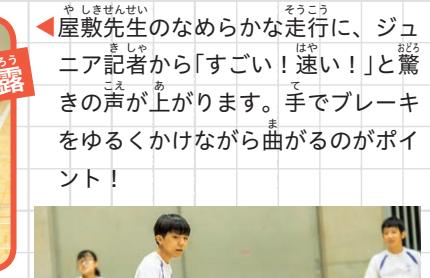 ◀屋敷先生のなめらかな走行に、ジュ
ニア記者から「すごい！速い！」と驚
きの声が上がります。手でブレーキ
をゆるくかけながら曲がるのがポイ
ント！
露